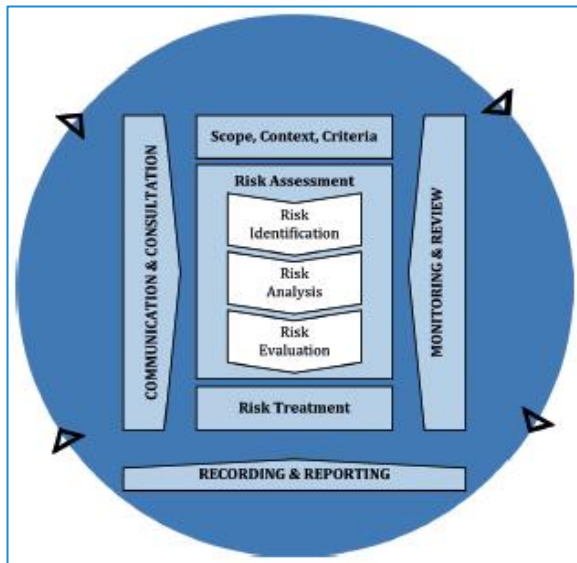 Scope, Context, Criteria
Risk Assessment
Risk
Identification
Risk
Analysis
Risk
Evaluation
Risk Treatment
COMMUNICATION & CONSULTATION
MONITORING & REVIEW
RECORDING & REPORTING